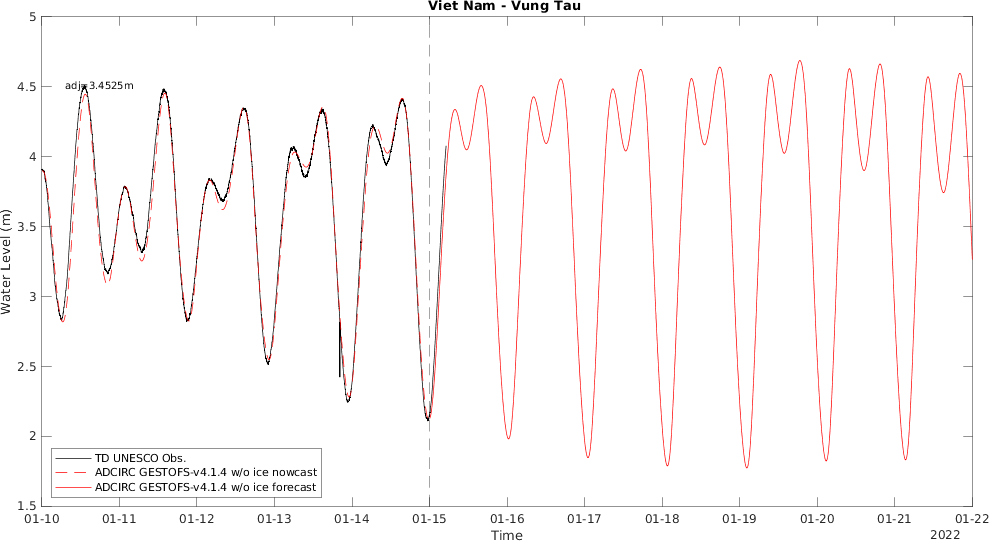 Viet Nam - Vung Tau
5
4.5
4
3.5
3
2.5
2
1.5
Water Level (m)
adj=3.4525m
TD UNESCO Obs.
ADCIRC GESTOFS-v4.1.4 w/o ice nowcast
ADCIRC GESTOFS-v4.1.4 w/o ice forecast
01-10 01-11 01-12 01-13 01-14 01-15 01-16 01-17 01-18 01-19 01-20 01-21 01-22
Time
2022